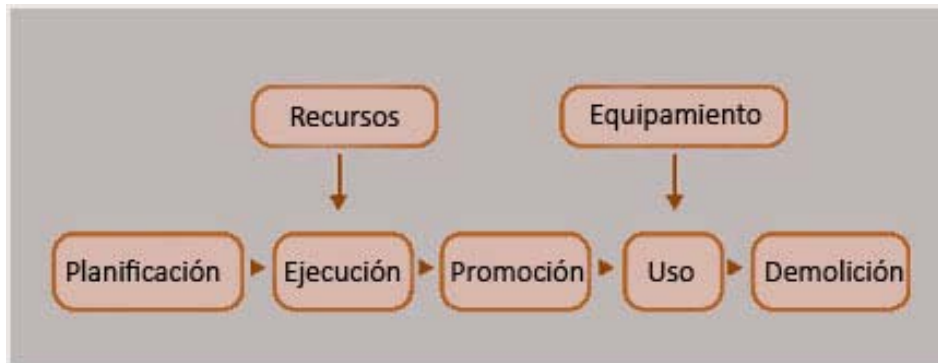 Recursos
Equipamiento
Planificación
Ejecución
Promoción
Uso
Demolición